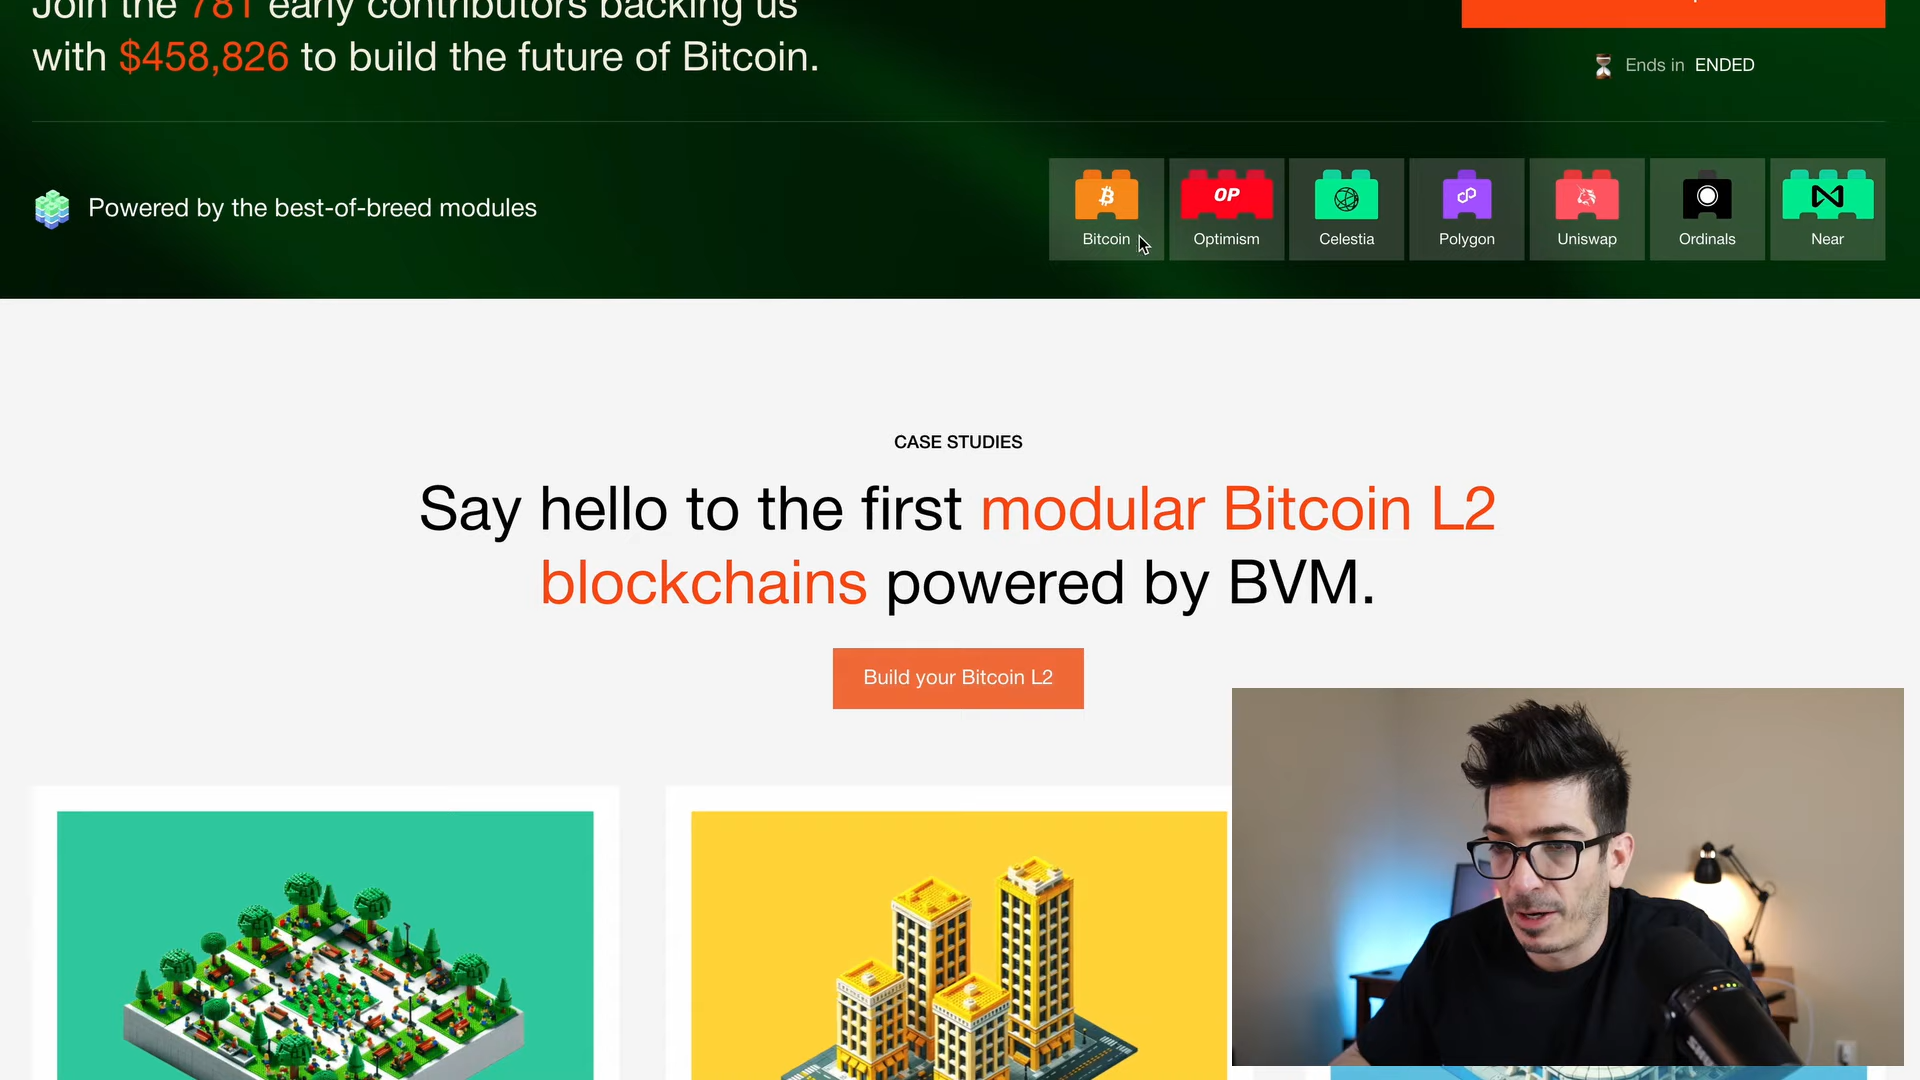 Join the 781 early contributors backing us
with $458,826 to build the future of Bitcoin.
Ends in ENDED
Powered by the best-of-breed modules
Bitcoin
OP
Optimism
Celestia
Polygon
Uniswap
Ordinals
Near
CASE STUDIES
Say hello to the first modular Bitcoin L2
blockchains powered by BVM.
Build your Bitcoin L2